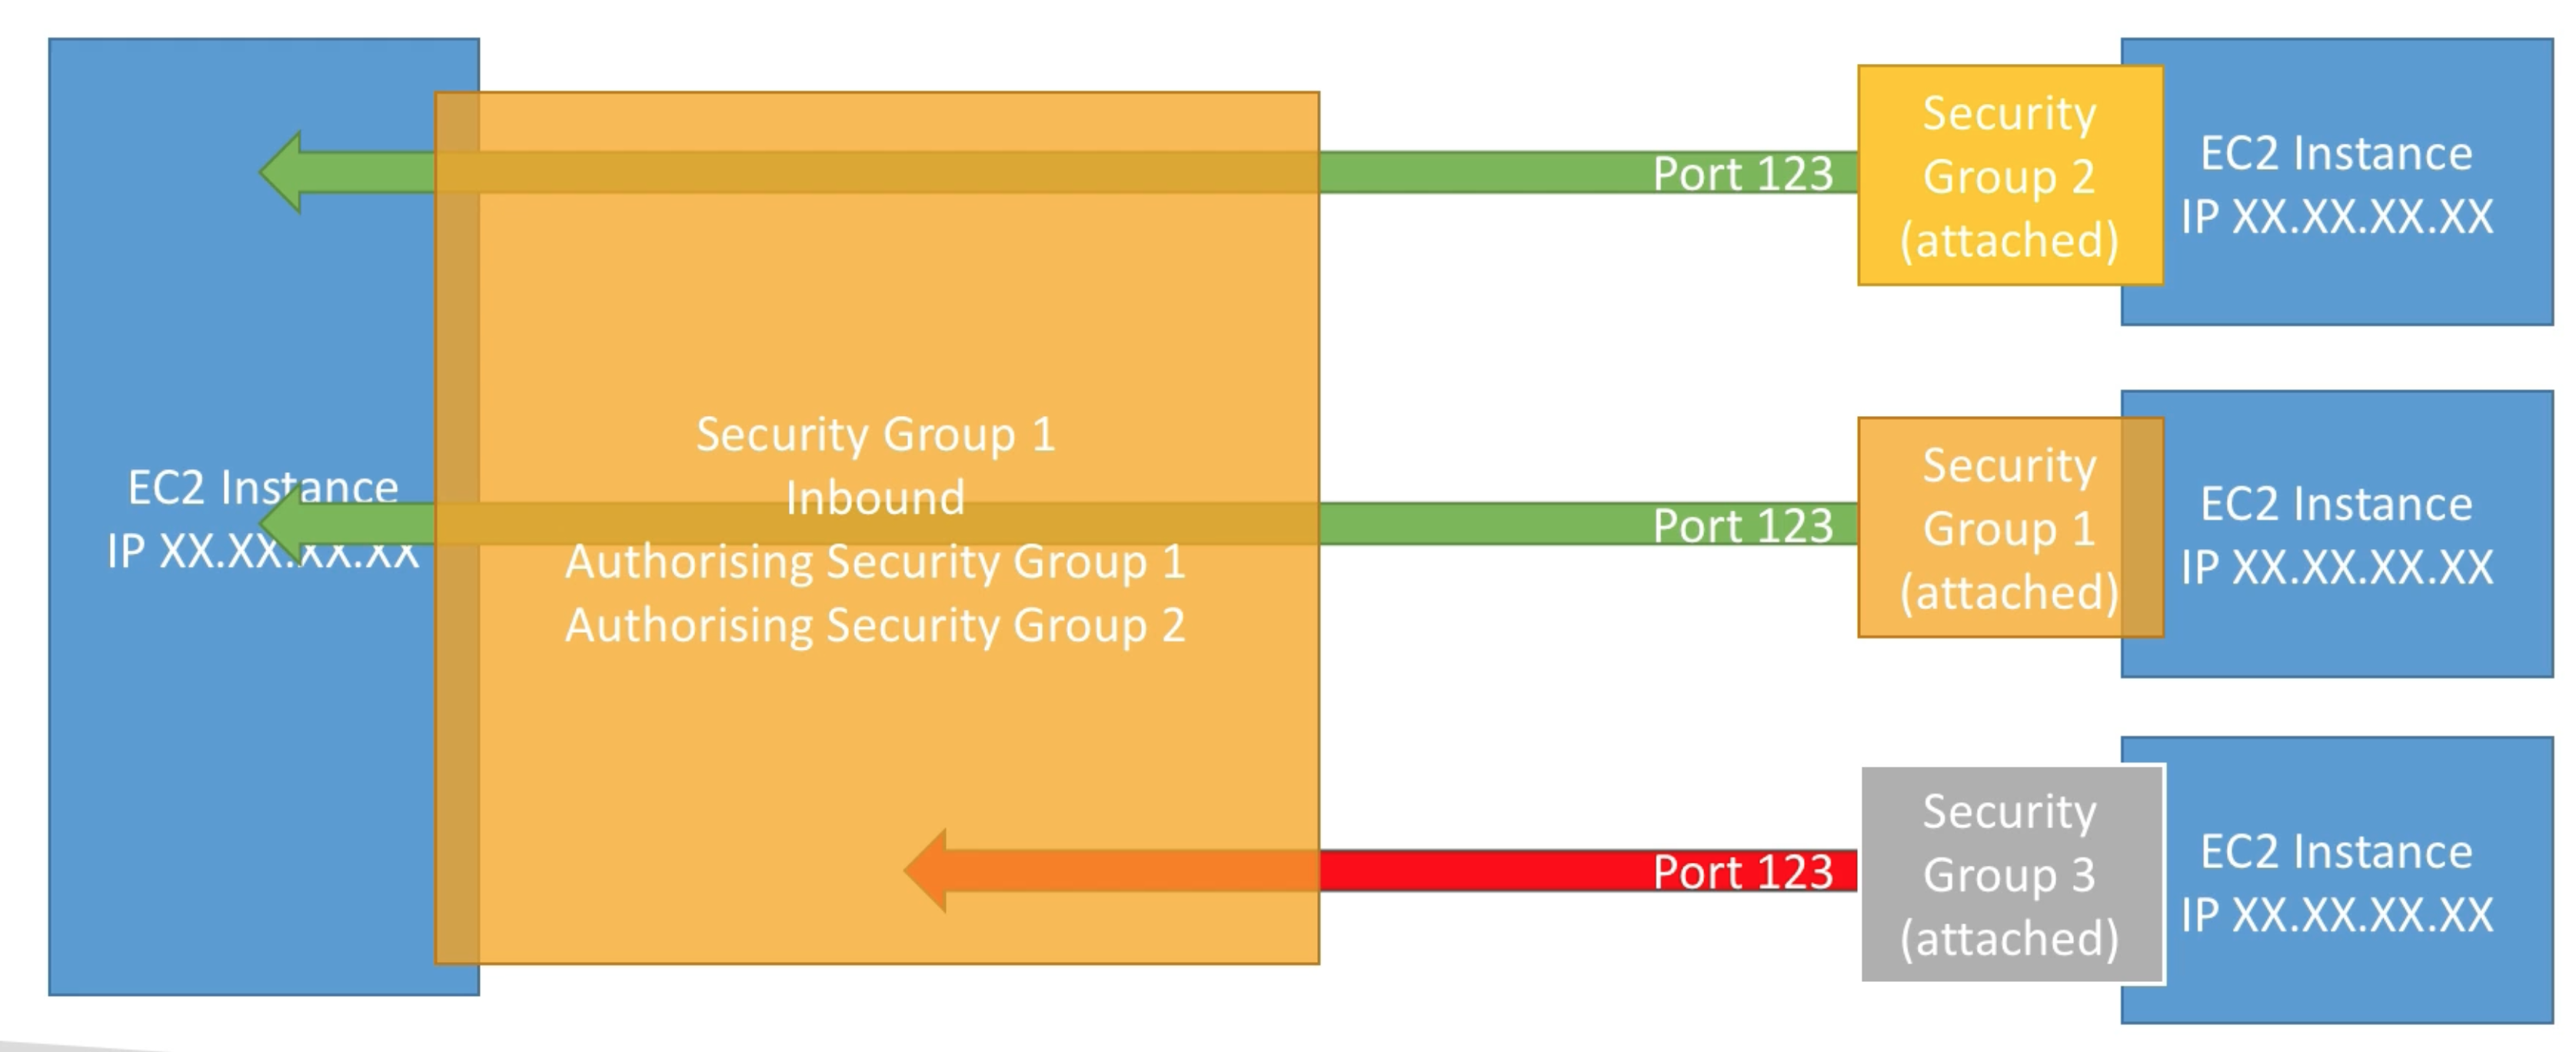 EC2 Instance
IP XX.XX.XX.XX
Security Group 1
Inbound
Authorising Security Group 1
Authorising Security Group 2
Port 123
Security
Group 2
(attached)
EC2 Instance
IP XX.XX.XX.XX
Port 123
Security
Group 1
(attached)
EC2 Instance
IP XX.XX.XX.XX
Port 123
Security
Group 3
(attached)
EC2 Instance
IP XX.XX.XX.XX